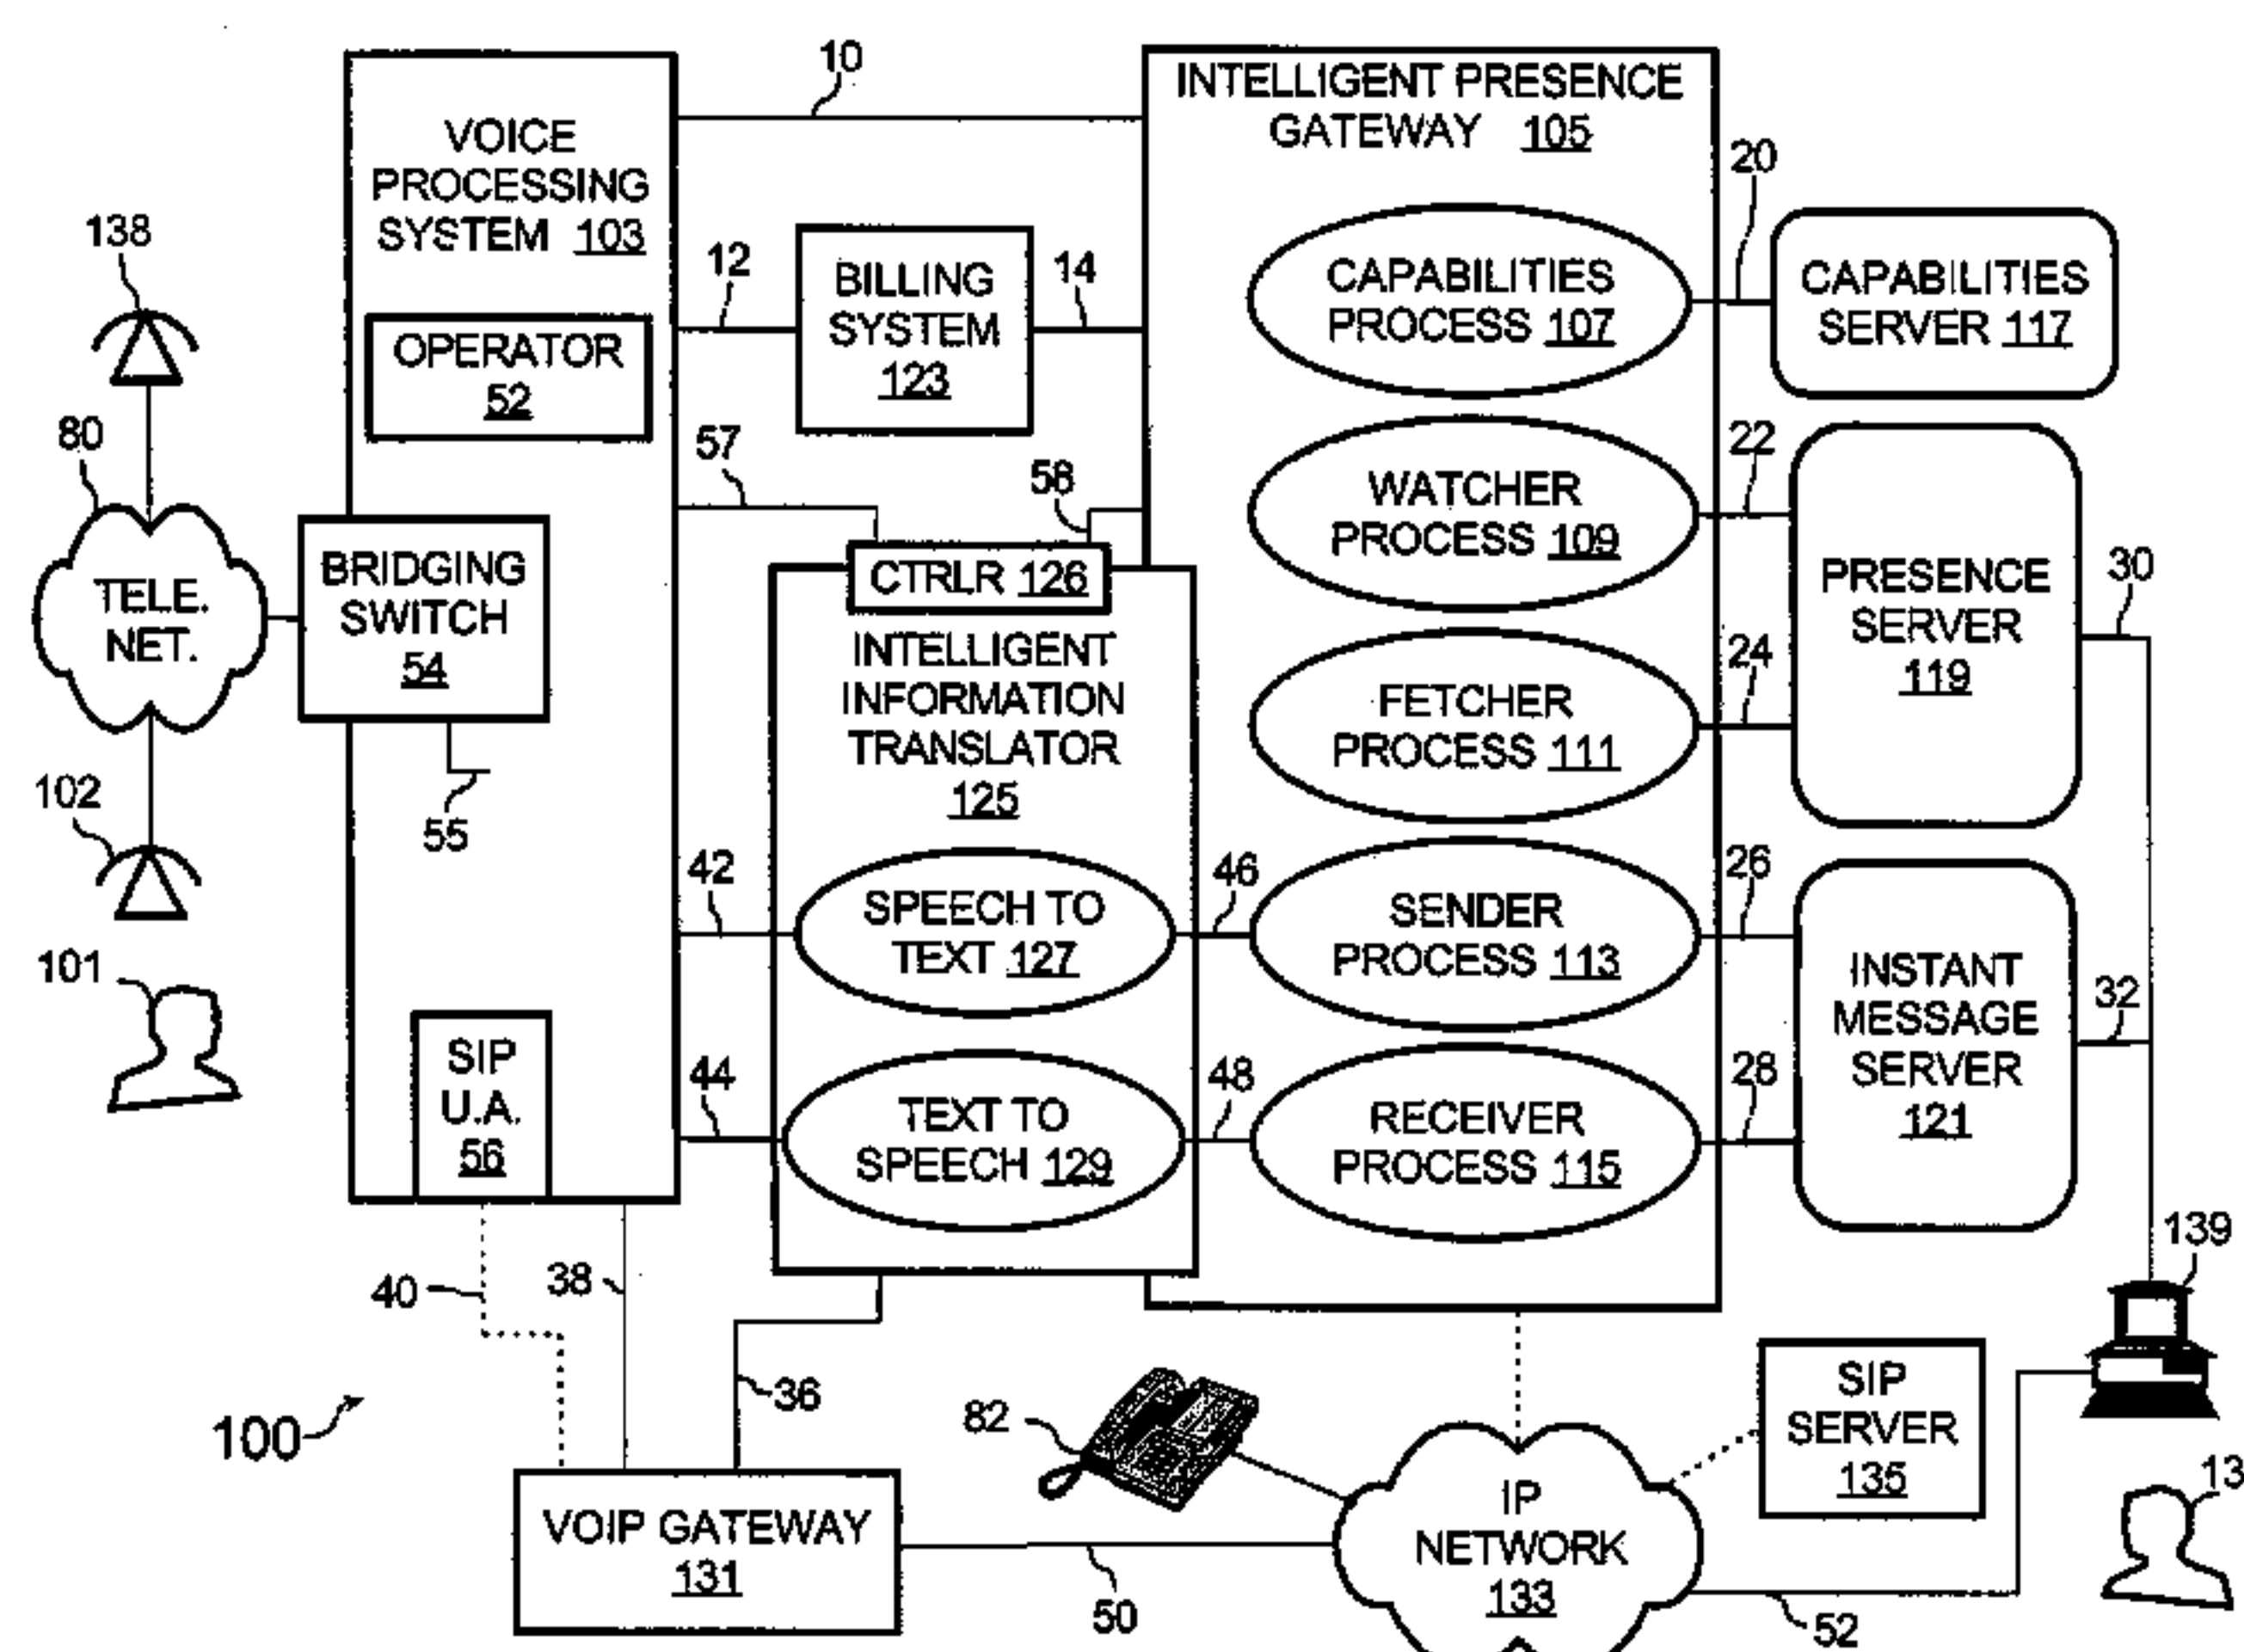 10
INTELLIGENT PRESENCE
GATEWAY 105
VOICE
PROCESSING
SYSTEM 103
20
138
12
BILLING
SYSTEM
123
14
CAPABILITIES
PROCESS 107
CAPABILITIES
SERVER 117
OPERATOR
52
80
57
58
WATCHER
PROCESS 109
22
TELE.
NET.
BRIDGING
SWITCH
54
CTRLR 126
PRESENCE
SERVER
119
30
INTELLIGENT
INFORMATION
TRANSLATOR
125
FETCHER
PROCESS 111
24
102
55
42
SPEECH TO
TEXT 127
46
SENDER
PROCESS 113
26
101
INSTANT
MESSAGE
SERVER
121
32
SIP
U.A.
56
44
TEXT TO
SPEECH 129
48
RECEIVER
PROCESS 115
28
139
40
38
36
82
SIP
SERVER
135
100
VOIP GATEWAY
131
50
IP
NETWORK
133
13
52